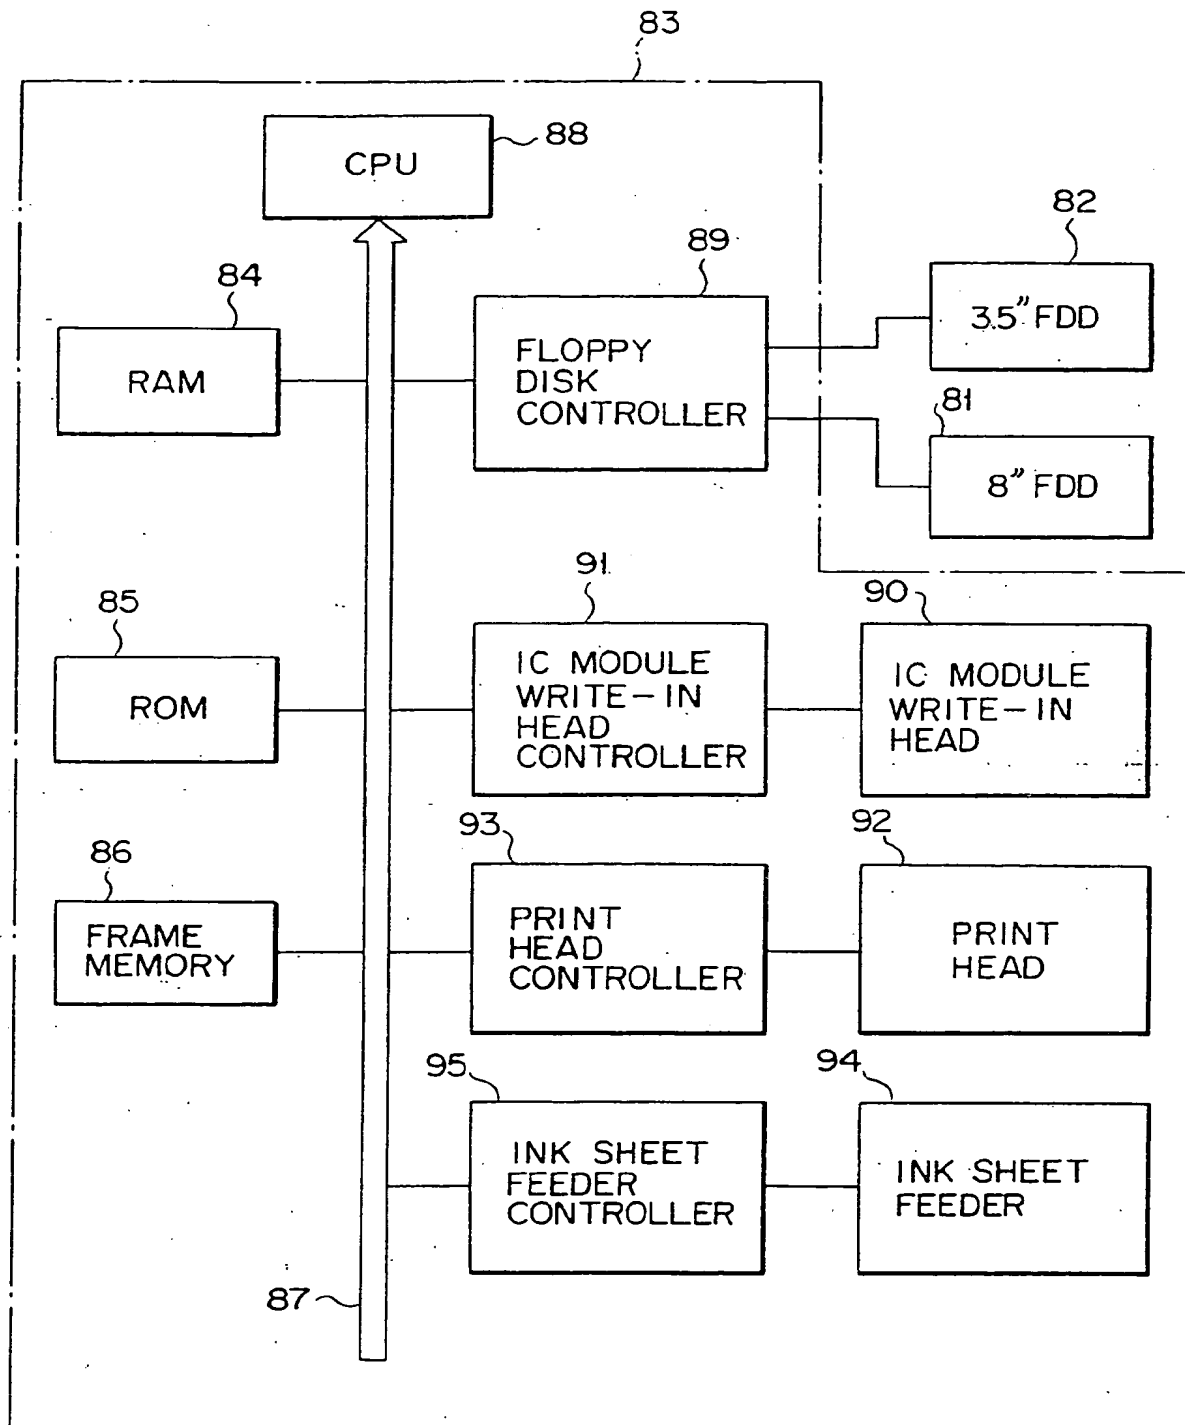 83
CPU
88
82
3.5” FDD
89
FLOPPY
DISK
CONTROLLER
84
RAM
81
8” FDD
91
IC MODULE
WRITE-IN
HEAD
CONTROLLER
90
IC MODULE
WRITE-IN
HEAD
85
ROM
93
PRINT
HEAD
CONTROLLER
92
PRINT
HEAD
86
FRAME
MEMORY
95
INK SHEET
FEEDER
CONTROLLER
94
INK SHEET
FEEDER
87